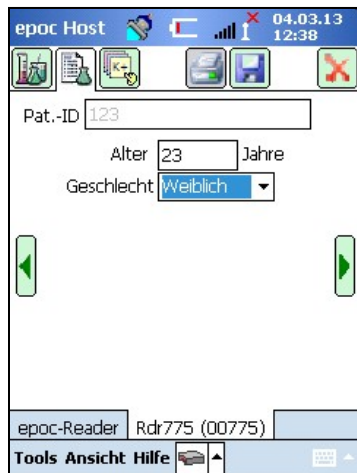 epoc Host 04.03.13
12:38
K+
Pat.-ID 123
Alter 23 Jahre
Geschlecht Weiblich
epoc-Reader Rdr775 (00775)
Tools Ansicht Hilfe